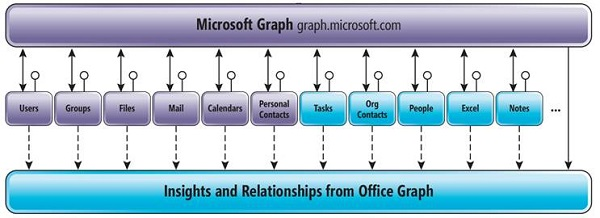 Microsoft Graph graph.microsoft.com
Users
Groups
Files
Mail
Calendars
Personal
Contacts
Tasks
Org
Contacts
People
Excel
Notes
...
Insights and Relationships from Office Graph